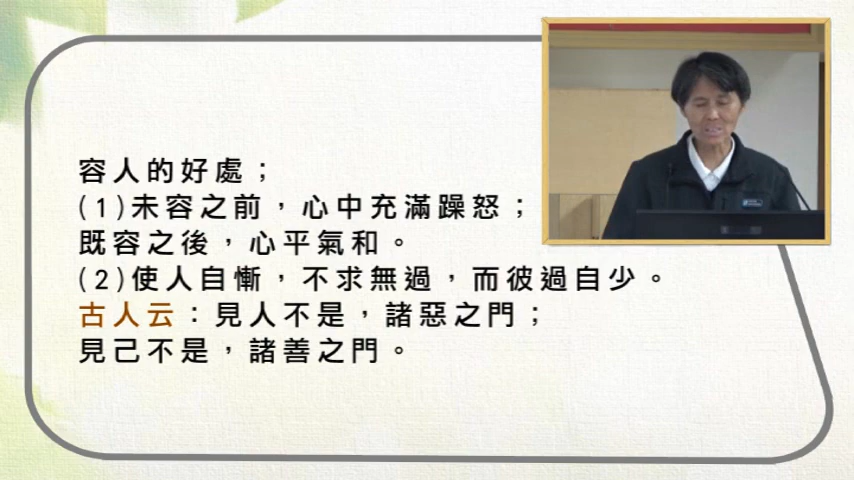 容人的好處；
(1)未容之前，心中充滿躁怒；
既容之後，心平氣和。
(2)使人自慚，不求無過，而彼過自少。
古人云：見人不是，諸惡之門；
見己不是，諸善之門。